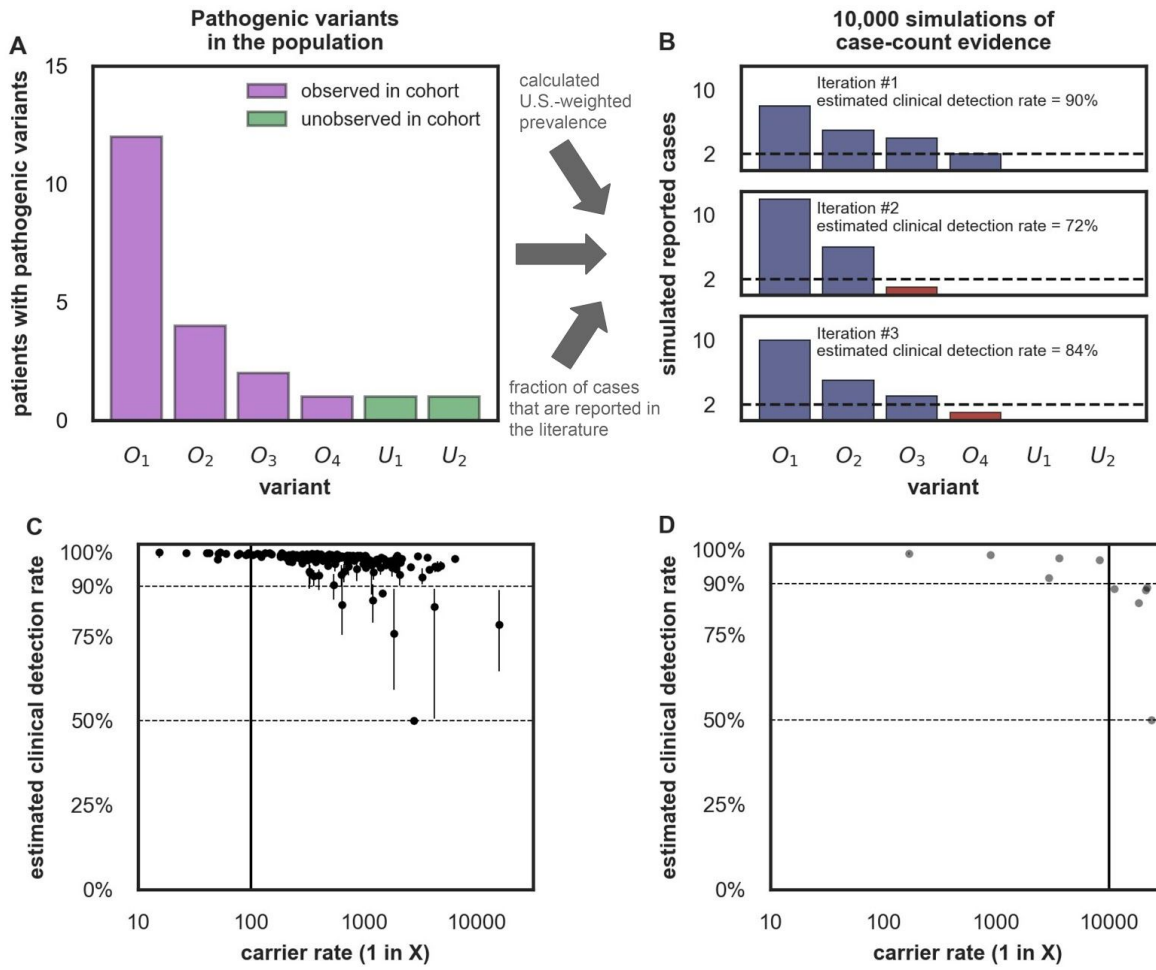 Pathogenic variants
in the population
A
15
10
5
0
patients with pathogenic variants
observed in cohort
unobserved in cohort
O1
O2
O3
O4
U1
U2
variant
calculated
U.S.-weighted
prevalence
fraction of cases
that are reported in
the literature
10,000 simulations of
case-count evidence
B
simulated reported cases
10
2
Iteration #1
estimated clinical detection rate = 90%
10
2
Iteration #2
estimated clinical detection rate = 72%
10
2
Iteration #3
estimated clinical detection rate = 84%
O1
O2
O3
O4
U1
U2
variant
C
estimated clinical detection rate
100%
90%
75%
50%
25%
0%
10
100
1000
10000
carrier rate (1 in X)
D
estimated clinical detection rate
100%
90%
75%
50%
25%
0%
10
100
1000
10000
carrier rate (1 in X)